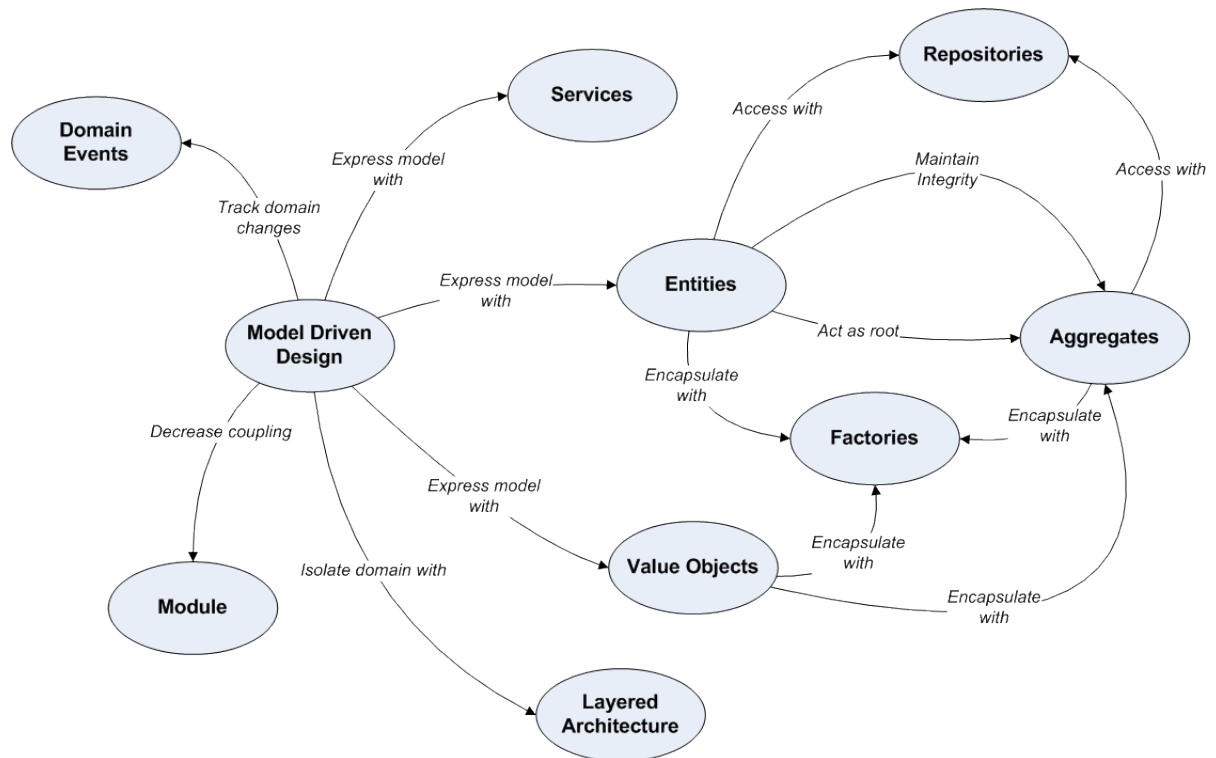 Repositories
Services
Access with
Domain
Events
Express model
with
Maintain
Integrity
Access with
Track domain
changes
Express model
with
Entities
Model Driven
Design
Act as root
Aggregates
Encapsulate
with
Decrease coupling
Encapsulate
with
Factories
Express model
with
Isolate domain with
Encapsulate
with
Value Objects
Module
Encapsulate
with
Layered
Architecture